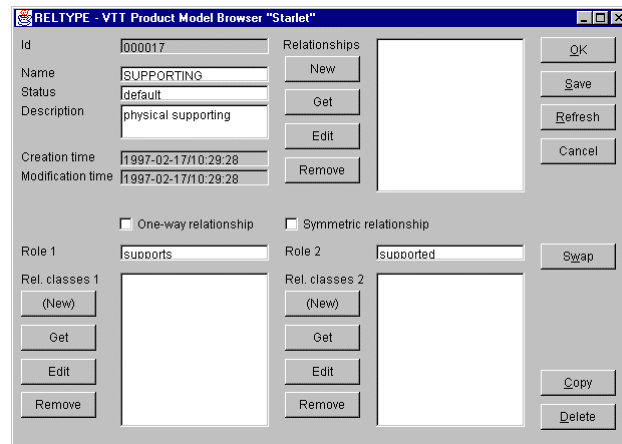 RELTYPE - VTT Product Model Browser "Starlet"
Id 000017
Name SUPPORTING
Status default
Description physical supporting
Creation time 1997-02-17/10:29:28
Modification time 1997-02-17/10:29:28
Relationships
New
Get
Edit
Remove
OK
Save
Refresh
Cancel
One-way relationship
Symmetric relationship
Role 1 supports
Role 2 supported
Swap
Rel. classes 1
(New)
Get
Edit
Remove
Rel. classes 2
(New)
Get
Edit
Remove
Copy
Delete